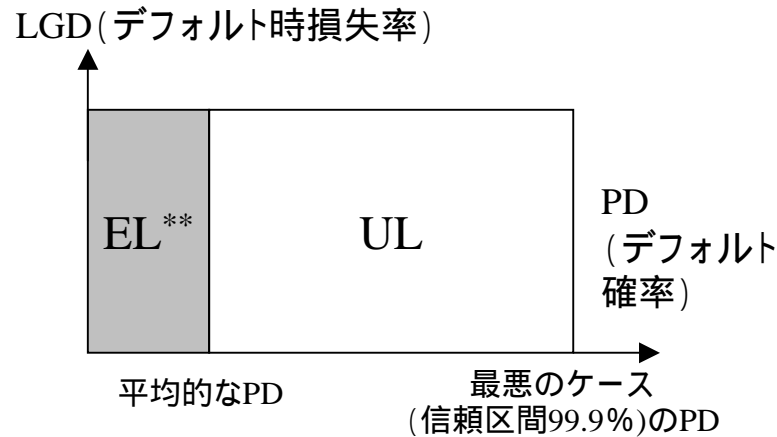 LGD(デフォルト時損失率)
EL**
UL
PD
(デフォルト
確率)
平均的なPD
最悪のケース
(信頼区間99.9%)のPD